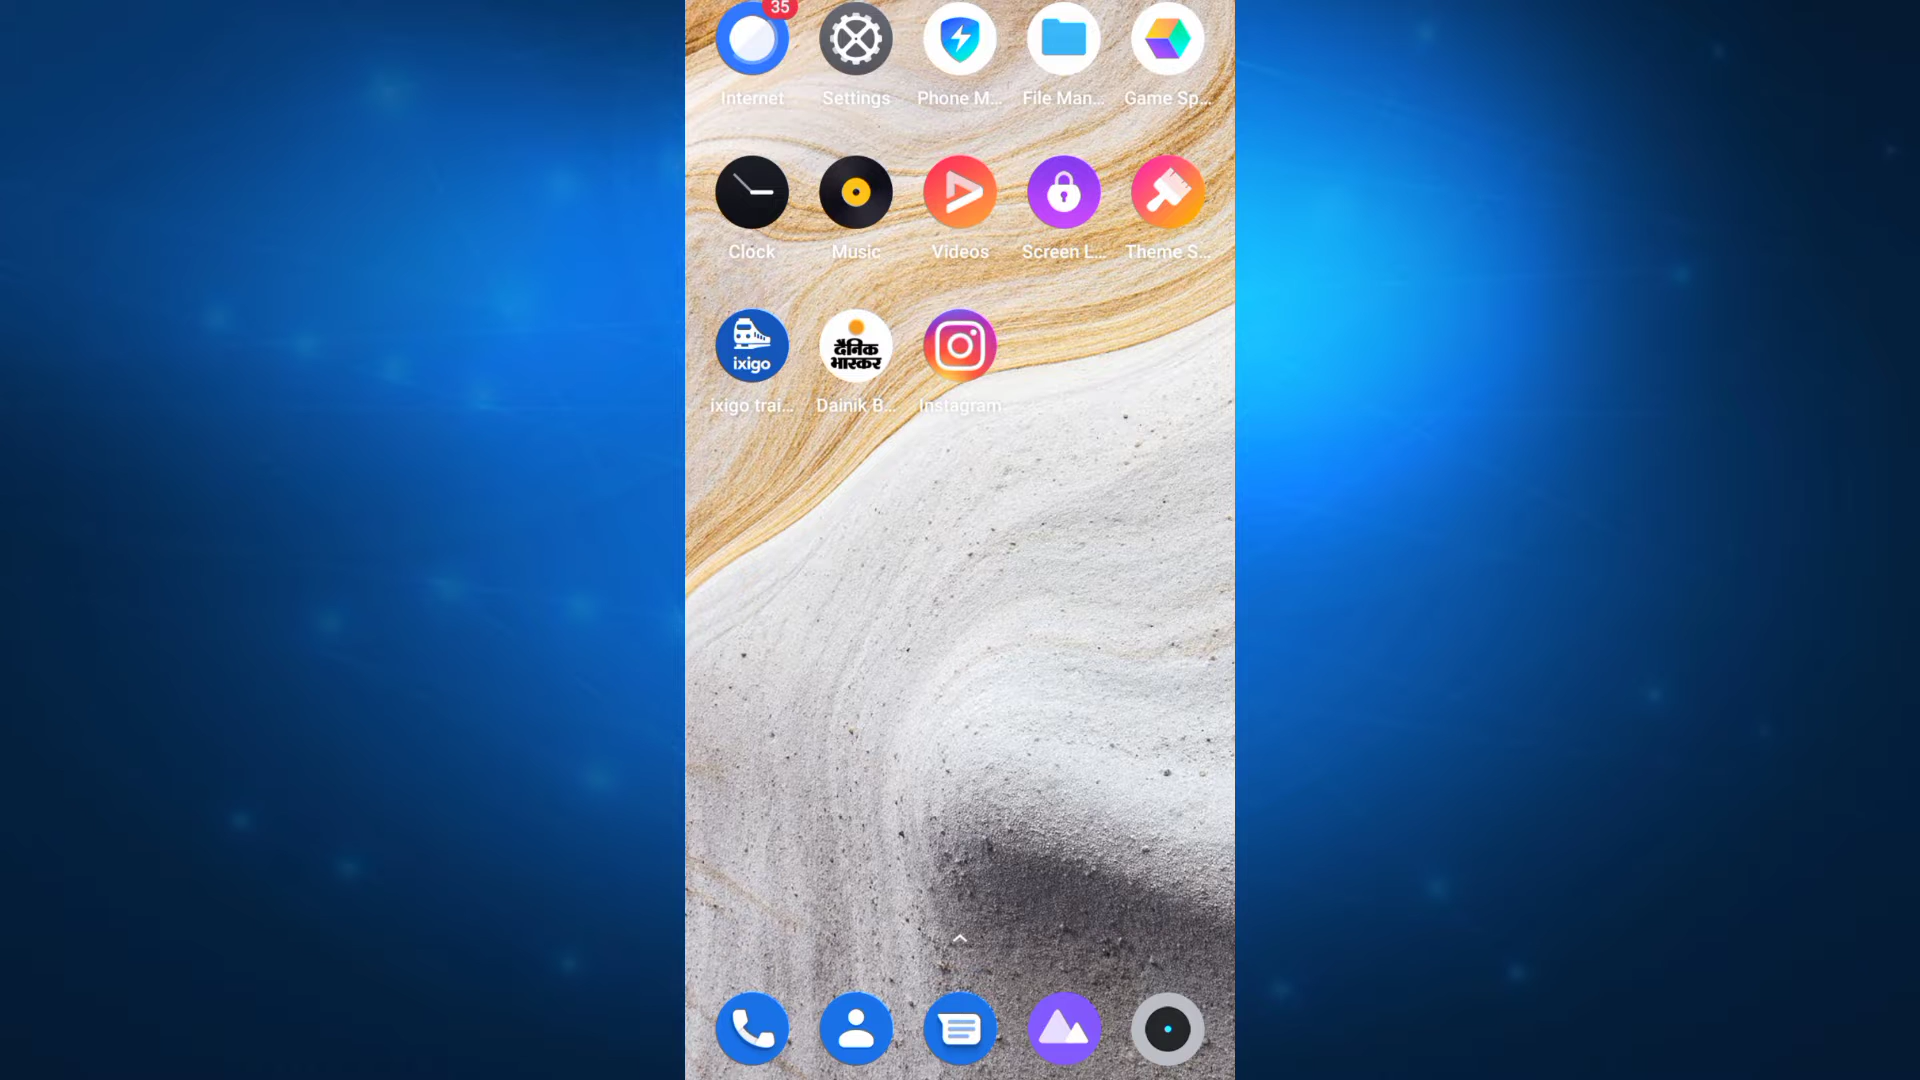 35
Internet Settings Phone M... File Man... Game Sp...
Clock Music Videos Screen L... Theme S...
ixigo
दैनिक
भास्कर
ixigo trai... Dainik B... Instagram